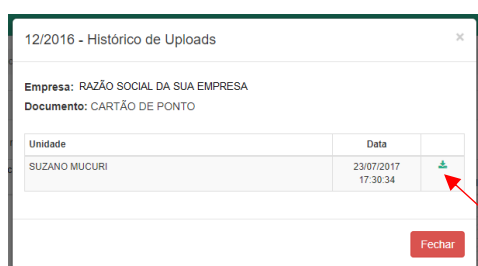 12/2016 - Histórico de Uploads ×
Empresa: RAZÃO SOCIAL DA SUA EMPRESA
Documento: CARTÃO DE PONTO
Unidade Data
SUZANO MUCURI 23/07/2017
17:30:34
Fechar